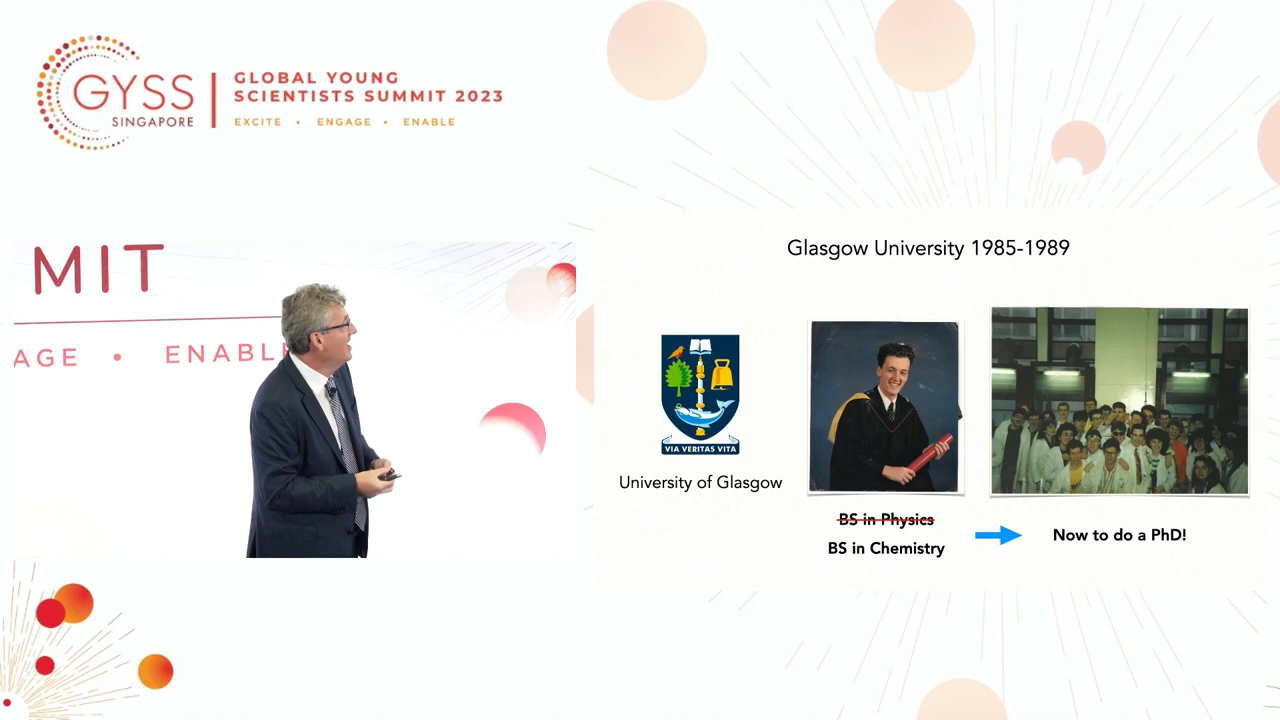 GYSS
SINGAPORE
GLOBAL YOUNG
SCIENTISTS SUMMIT 2023
EXCITE • ENGAGE • ENABLE
MIT
AGE • ENABLE
Glasgow University 1985-1989
VIA VERITAS VITA
University of Glasgow
BS in Physics
BS in Chemistry
Now to do a PhD!